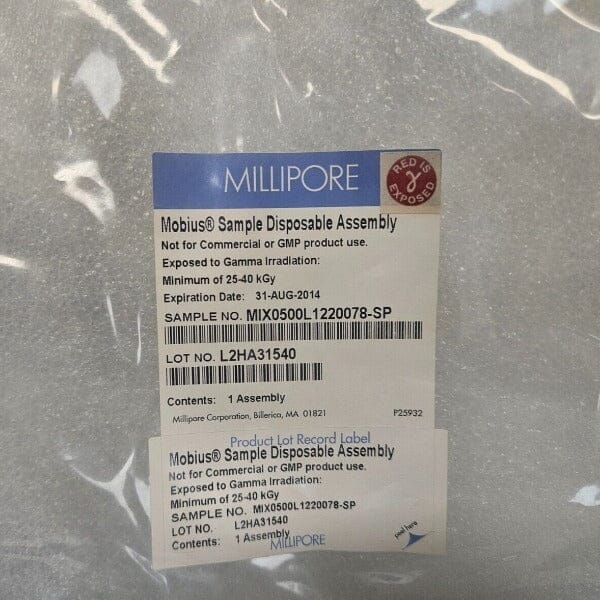 MILLIPORE
RED IS
γ
EXPOSED
Mobius® Sample Disposable Assembly
Not for Commercial or GMP product use.
Exposed to Gamma Irradiation:
Minimum of 25-40 kGy
Expiration Date: 31-AUG-2014
SAMPLE NO. MIX0500L1220078-SP
LOT NO. L2HA31540
Contents: 1 Assembly
Millipore Corporation, Billerica, MA 01821 P25932
Product Lot Record Label
Mobius® Sample Disposable Assembly
Not for Commercial or GMP product use.
Exposed to Gamma Irradiation:
Minimum of 25-40 kGy
SAMPLE NO. MIX0500L1220078-SP
LOT NO. L2HA31540
Contents: 1 Assembly
MILLIPORE
peel here